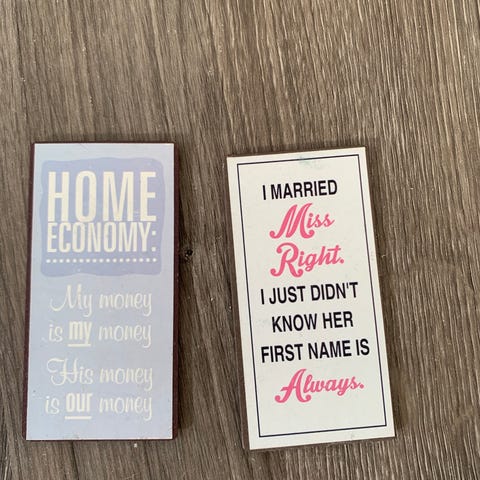 HOME
ECONOMY:
My money
is my money
His money
is our money
I MARRIED
Miss
Right.
I JUST DIDN'T
KNOW HER
FIRST NAME IS
Always.